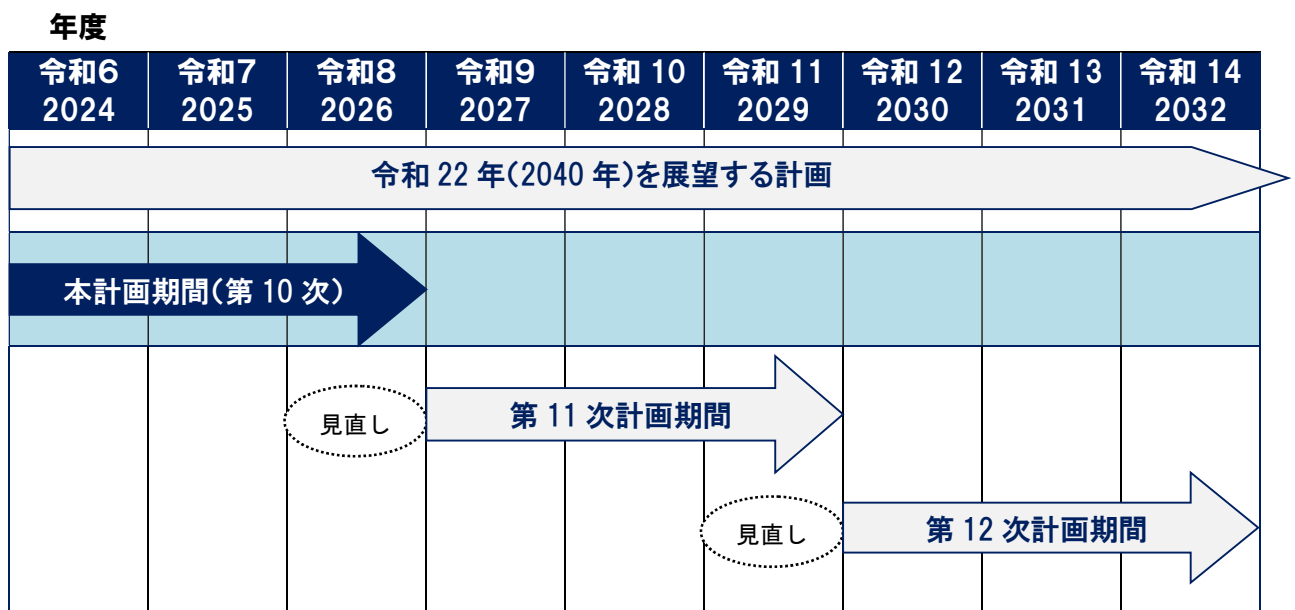 年度
令和6 令和7 令和8 令和9 令和 10 令和 11 令和 12 令和 13 令和 14
2024 2025 2026 2027 2028 2029 2030 2031 2032
令和 22 年(2040 年)を展望する計画
本計画期間(第 10 次)
見直し
第 11 次計画期間
見直し
第 12 次計画期間